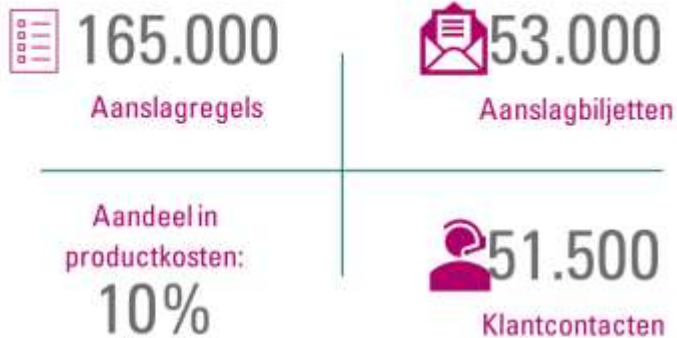 165.000
Aanslagregels
53.000
Aanslagbiljetten
Aandeel in
productkosten:
10%
51.500
Klantcontacten